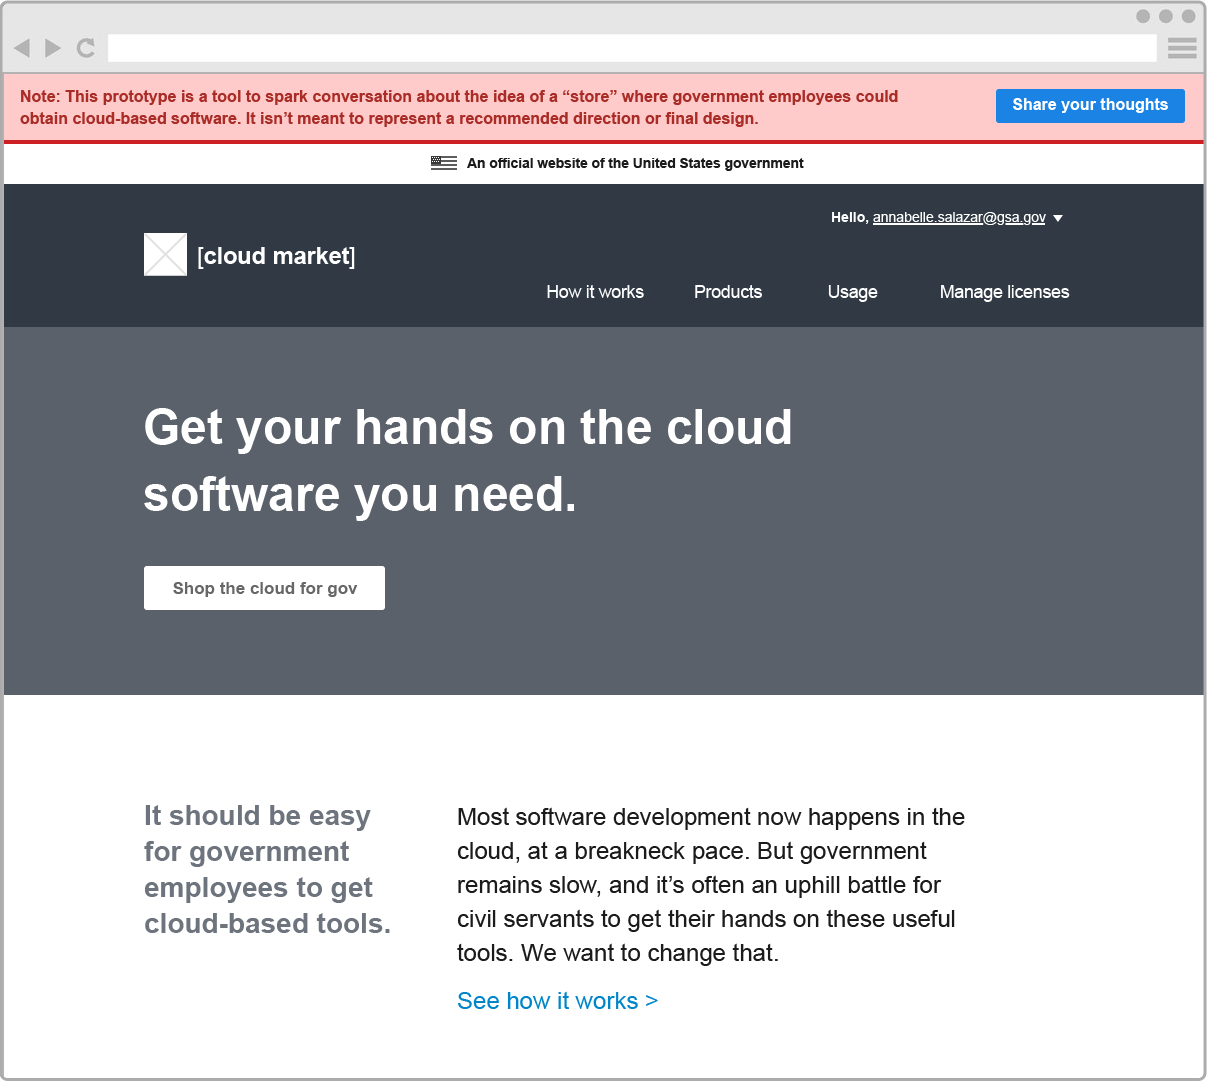 Note: This prototype is a tool to spark conversation about the idea of a “store” where government employees could
obtain cloud-based software. It isn’t meant to represent a recommended direction or final design.
Share your thoughts
An official website of the United States government
Hello, annabelle.salazar@gsa.gov
[cloud market]
How it works
Products
Usage
Manage licenses
Get your hands on the cloud
software you need.
Shop the cloud for gov
It should be easy
for government
employees to get
cloud-based tools.
Most software development now happens in the
cloud, at a breakneck pace. But government
remains slow, and it’s often an uphill battle for
civil servants to get their hands on these useful
tools. We want to change that.
See how it works >